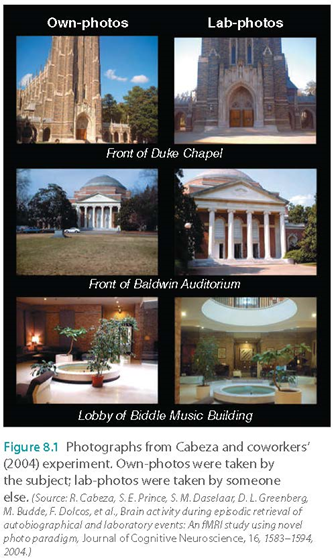 Own-photos Lab-photos
Front of Duke Chapel
Front of Baldwin Auditorium
Lobby of Biddle Music Building
Figure 8.1 Photographs from Cabeza and coworkers'
(2004) experiment. Own-photos were taken by
the subject; lab-photos were taken by someone
else. (Source: R. Cabeza, S. E. Prince, S. M. Daselaar, D. L. Greenberg,
M. Budde, F. Dolcos, et al., Brain activity during episodic retrieval of
autobiographical and laboratory events: An fMRI study using novel
photo paradigm, Journal of Cognitive Neuroscience, 16, 1583–1594,
2004.)